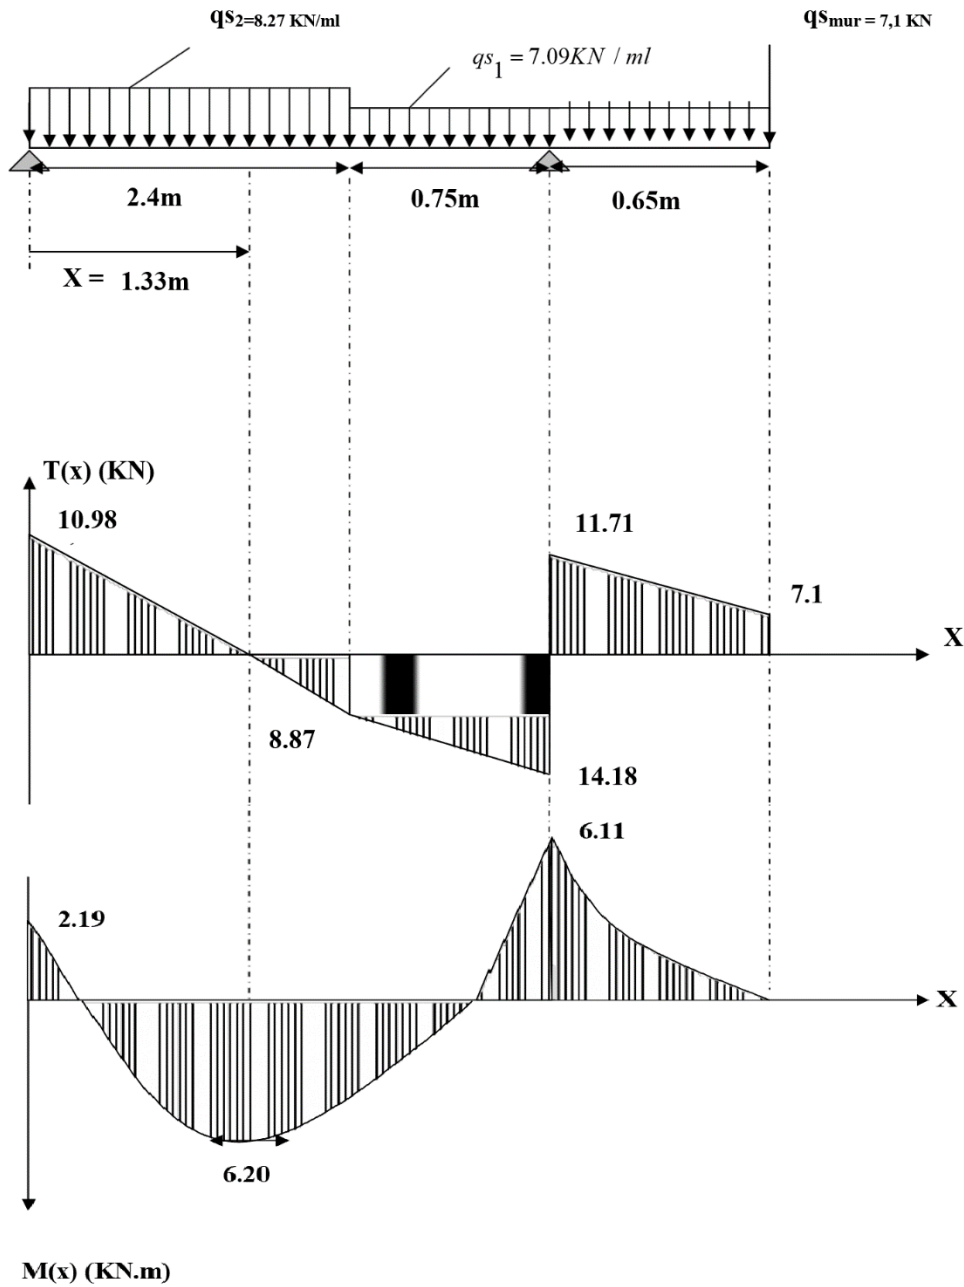 qs2=8.27 KN/ml
qsmur = 7,1 KN
qs1 = 7.09KN / ml
2.4m
0.75m
0.65m
X = 1.33m
T(x) (KN)
10.98
11.71
7.1
X
8.87
14.18
6.11
2.19
X
6.20
M(x) (KN.m)